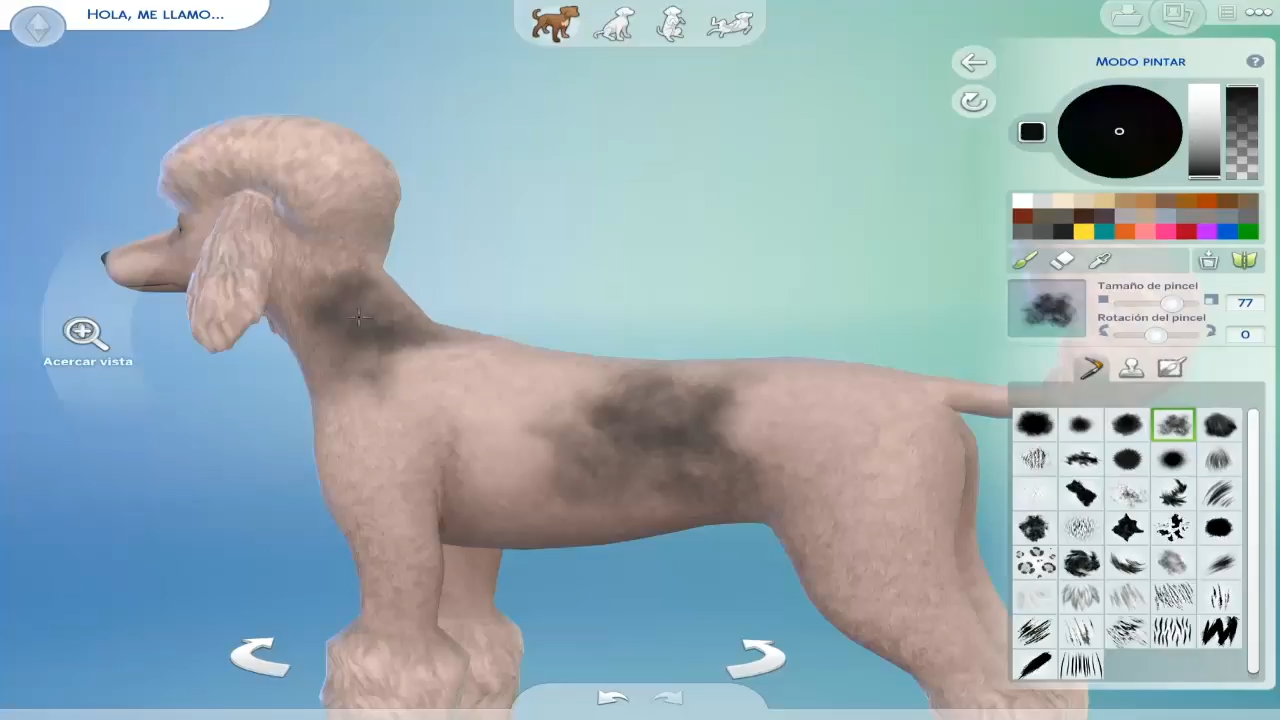 HOLA, ME LLAMO...
MODO PINTAR
?
Tamaño de pincel
77
Rotación del pincel
0
Acercar vista